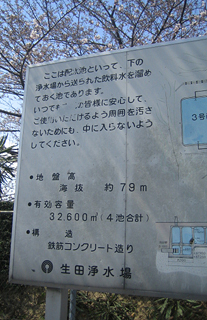 ここは配水池といって、下の
浄水場から送られた飲料水を溜め
ておく池であります。
いつでも 皆様に安心して、
ご使用いただけるよう周囲を汚さ
ないためにも、中に入らないよう
してください。
・地盤高
海抜 約79m
・有効容量
32,600㎥(4池合計)
・構造
鉄筋コンクリート造り
生田浄水場
3号